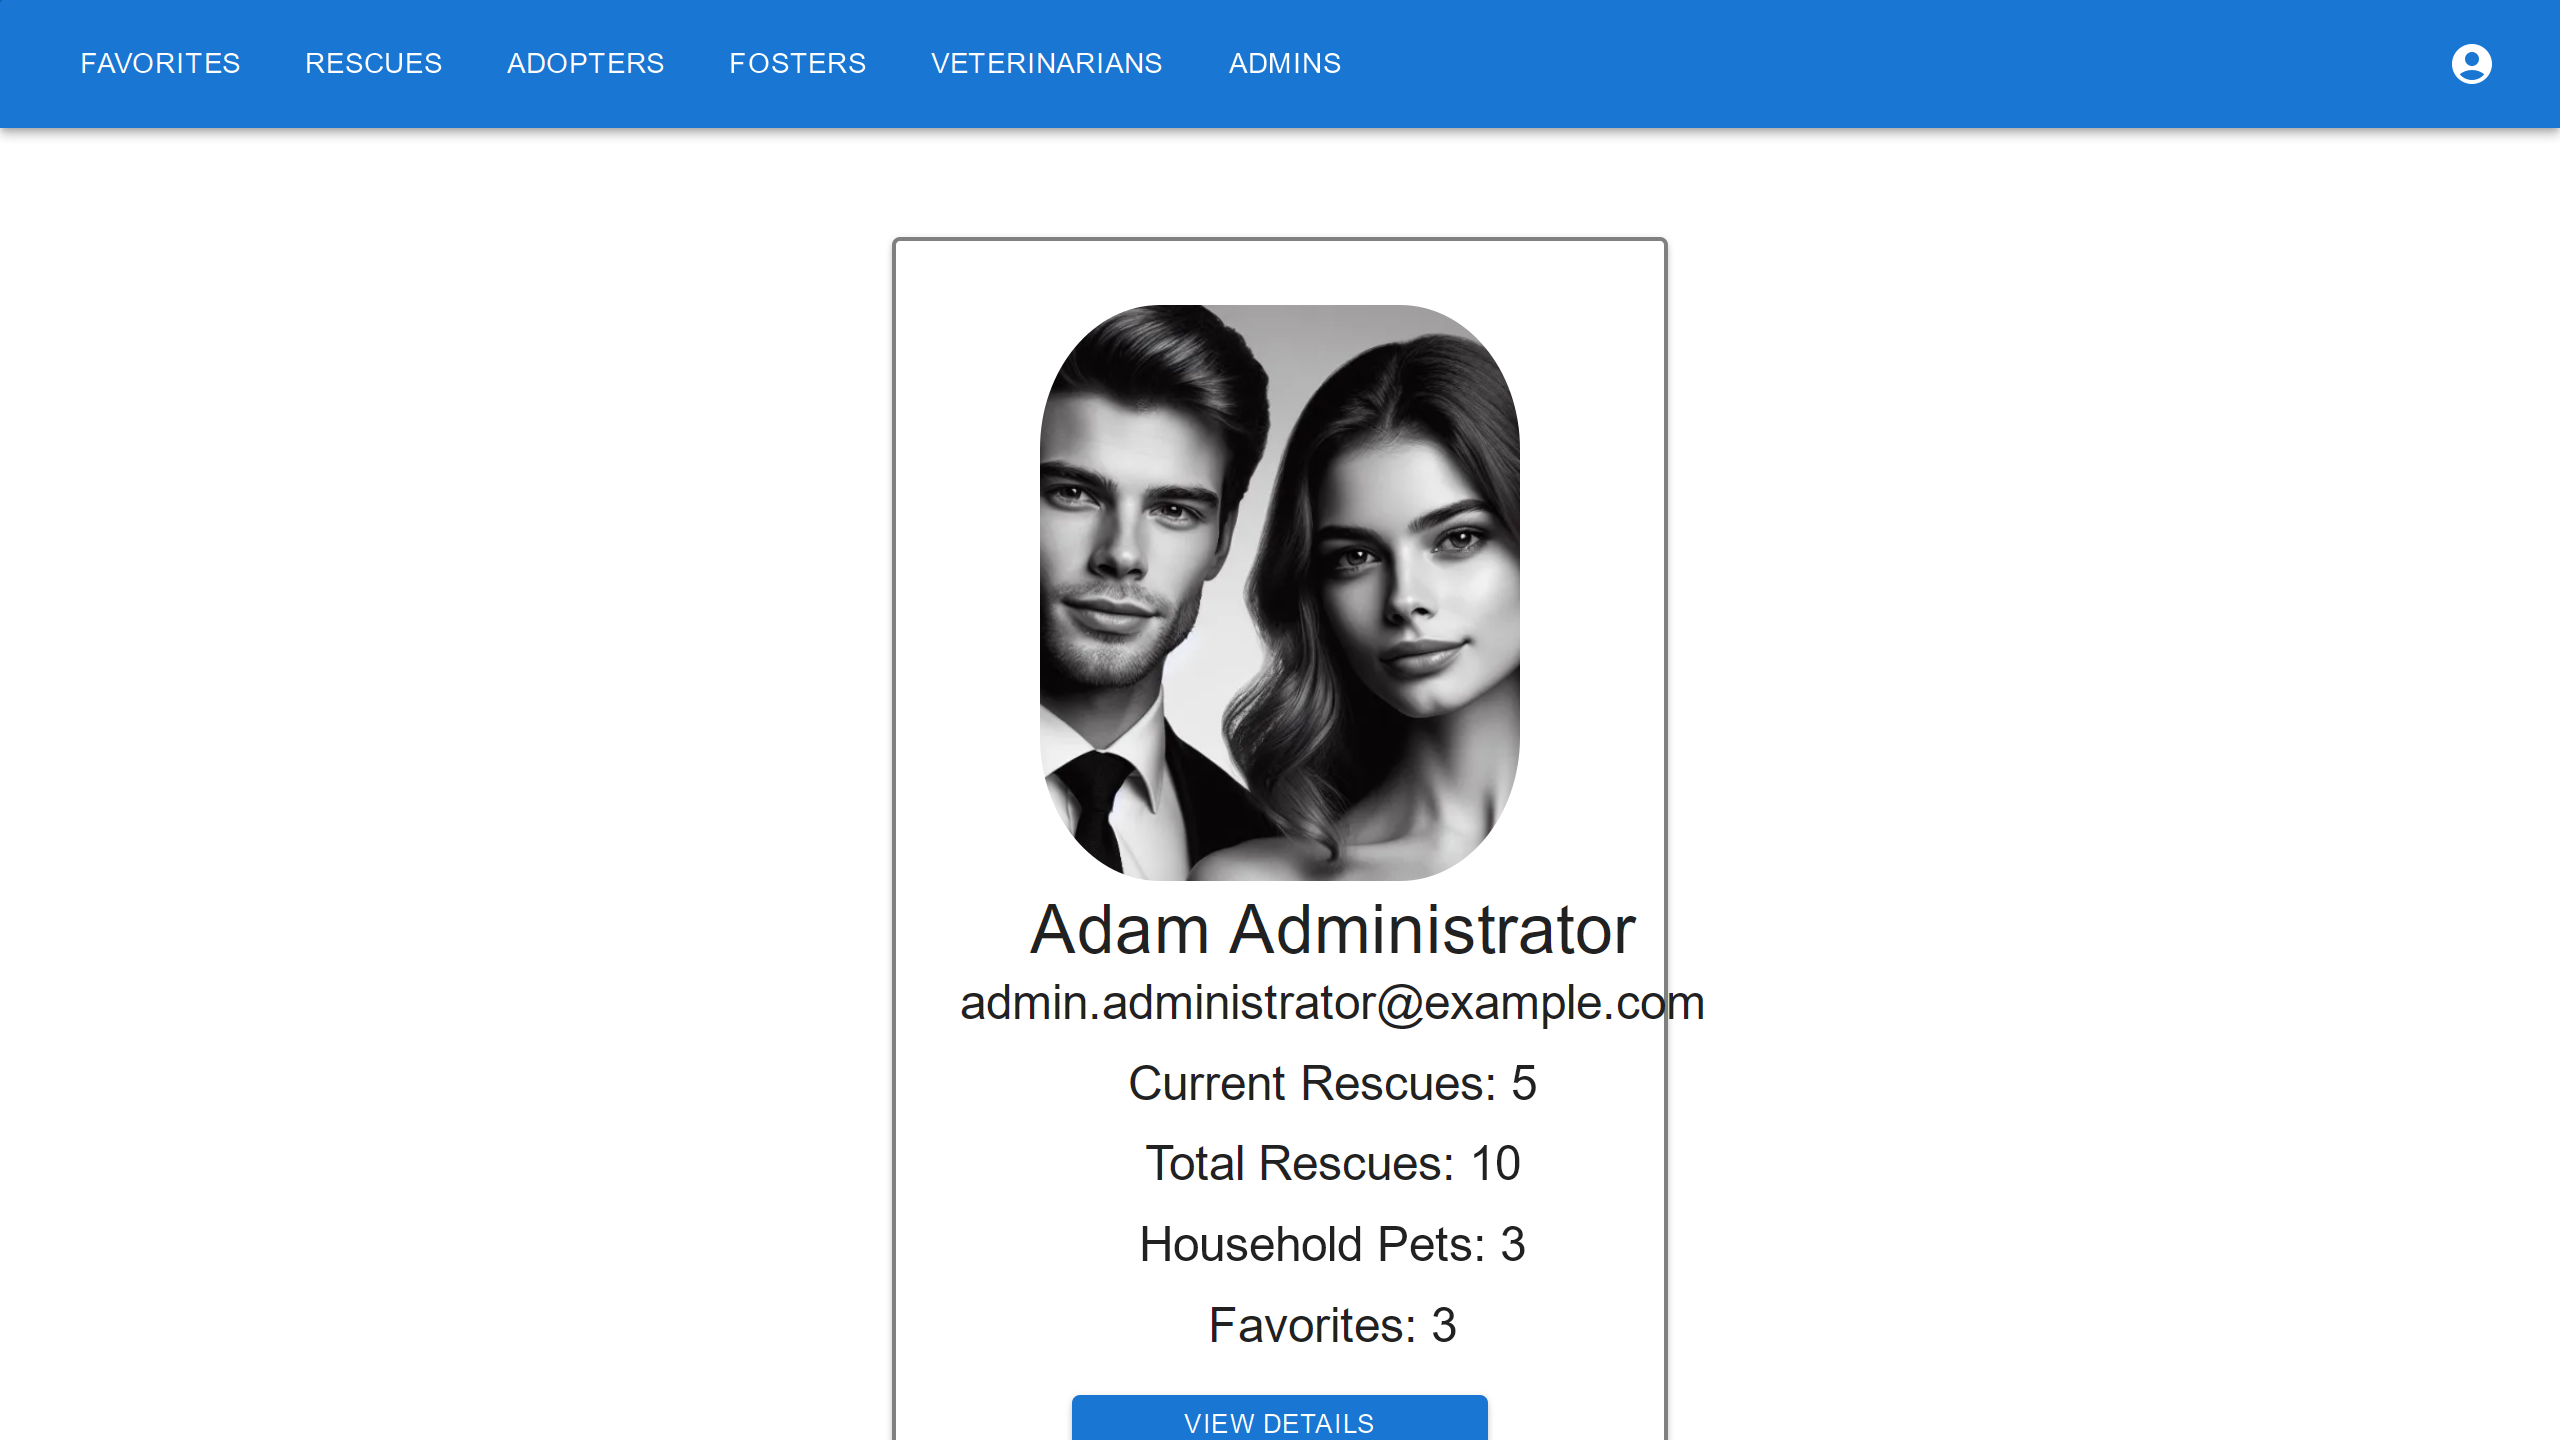 FAVORITES RESCUES ADOPTERS FOSTERS VETERINARIANS ADMINS
Adam Administrator
admin.administrator@example.com
Current Rescues: 5
Total Rescues: 10
Household Pets: 3
Favorites: 3
VIEW DETAILS